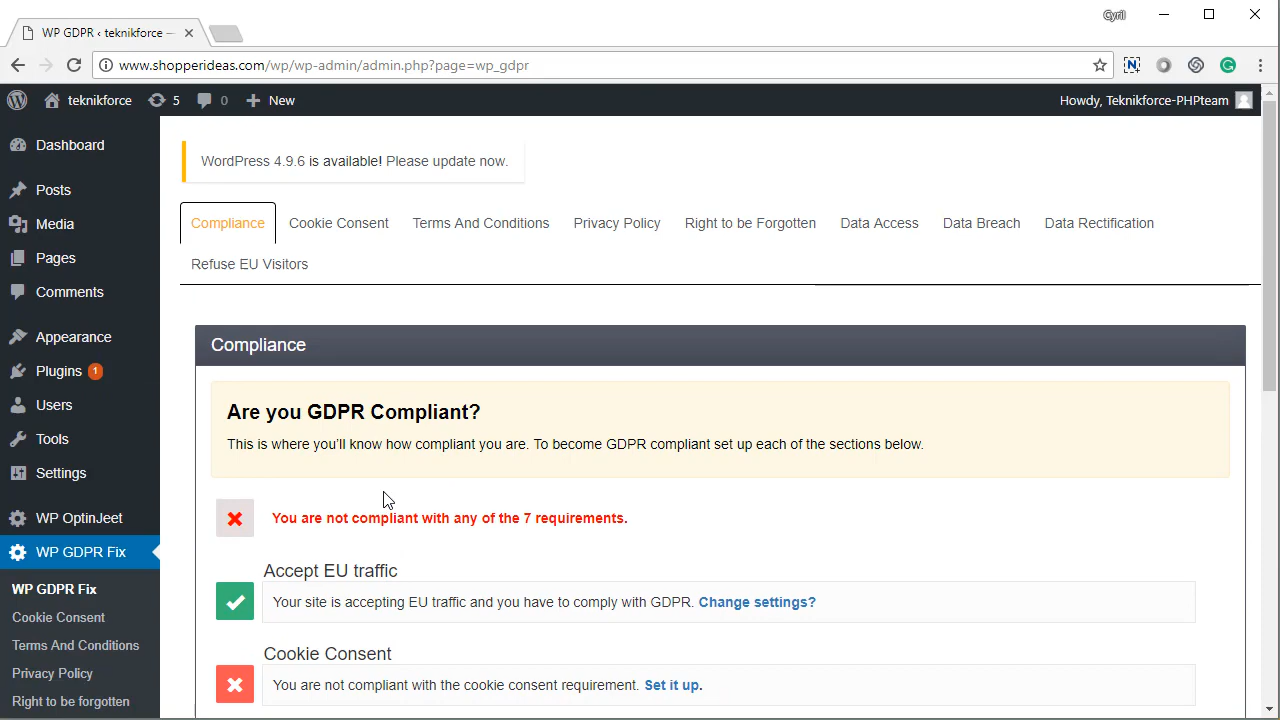 Cyril
WP GDPR ‹ teknikforce —
www.shopperideas.com/wp/wp-admin/admin.php?page=wp_gdpr
N
G
teknikforce 5 0 New Howdy, Teknikforce-PHPteam
Dashboard
Posts
Media
Pages
Comments
Appearance
Plugins 1
Users
Tools
Settings
WP OptinJeet
WP GDPR Fix
WP GDPR Fix
Cookie Consent
Terms And Conditions
Privacy Policy
Right to be forgotten
WordPress 4.9.6 is available! Please update now.
Compliance Cookie Consent Terms And Conditions Privacy Policy Right to be Forgotten Data Access Data Breach Data Rectification
Refuse EU Visitors
Compliance
Are you GDPR Compliant?
This is where you'll know how compliant you are. To become GDPR compliant set up each of the sections below.
You are not compliant with any of the 7 requirements.
Accept EU traffic
Your site is accepting EU traffic and you have to comply with GDPR. Change settings?
Cookie Consent
You are not compliant with the cookie consent requirement. Set it up.